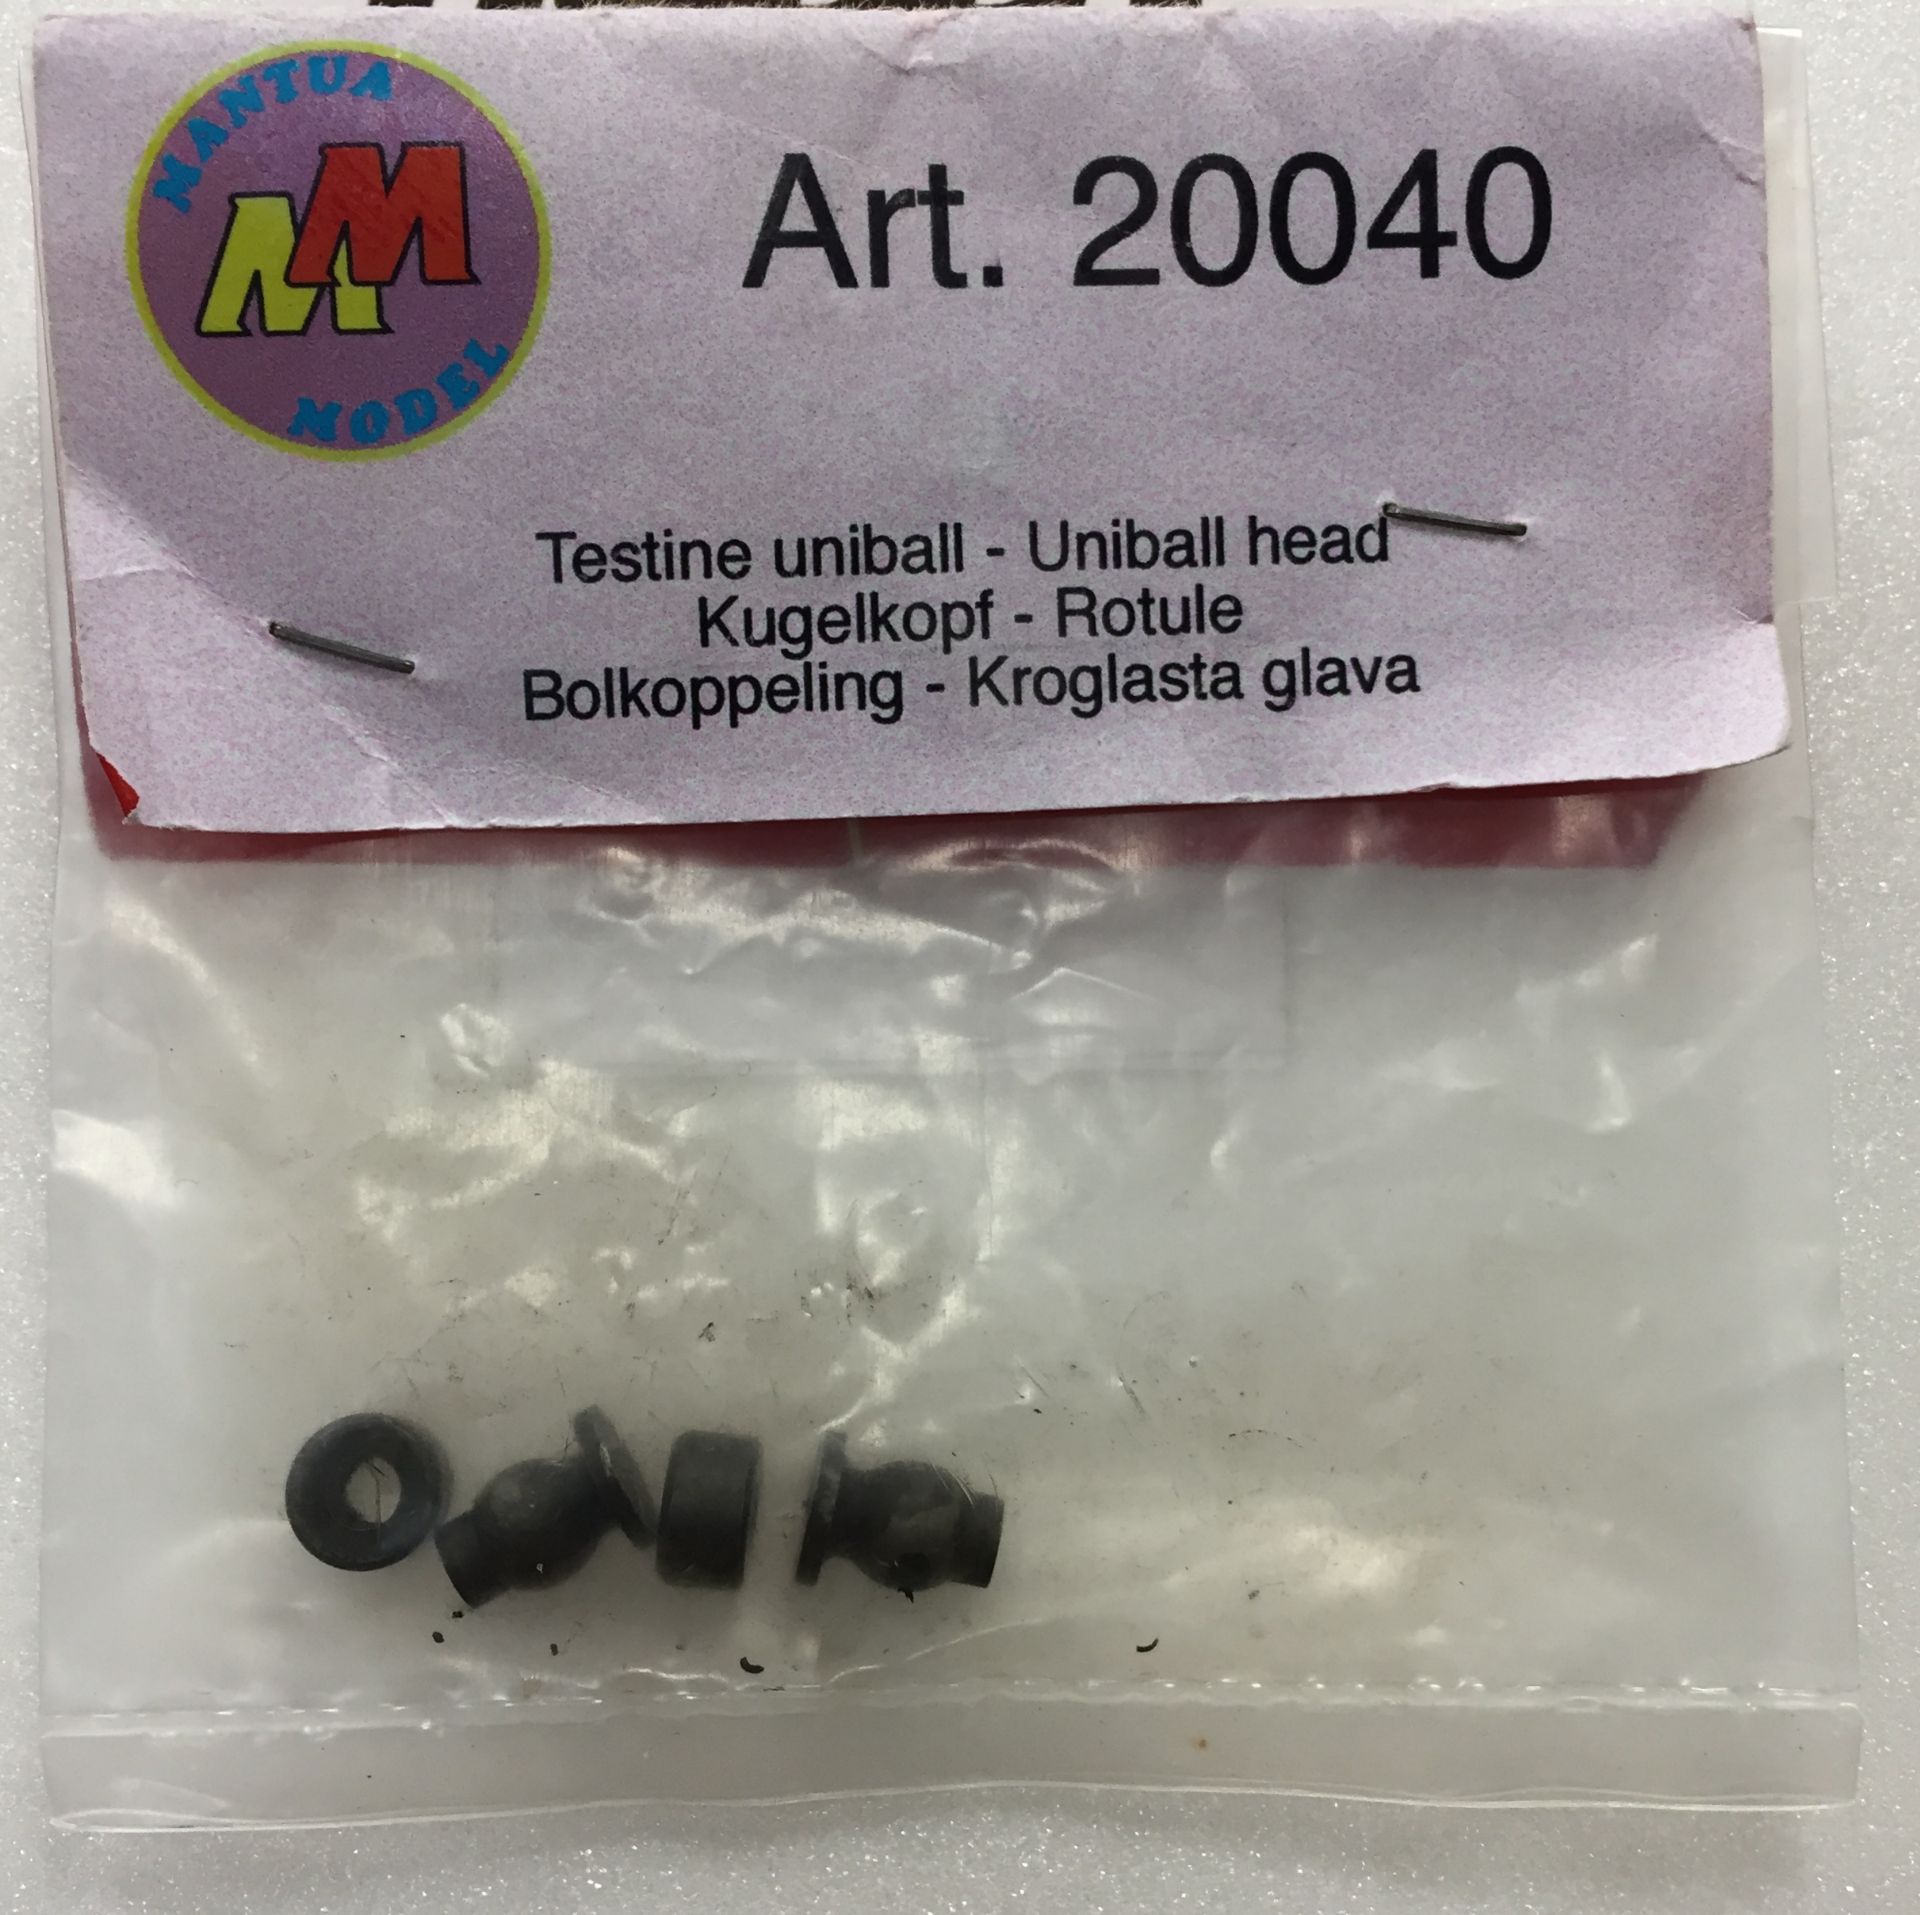 MANTUA
MM
MODEL
Art. 20040
Testine uniball - Uniball head
Kugelkopf - Rotule
Bolkoppeling - Kroglasta glava